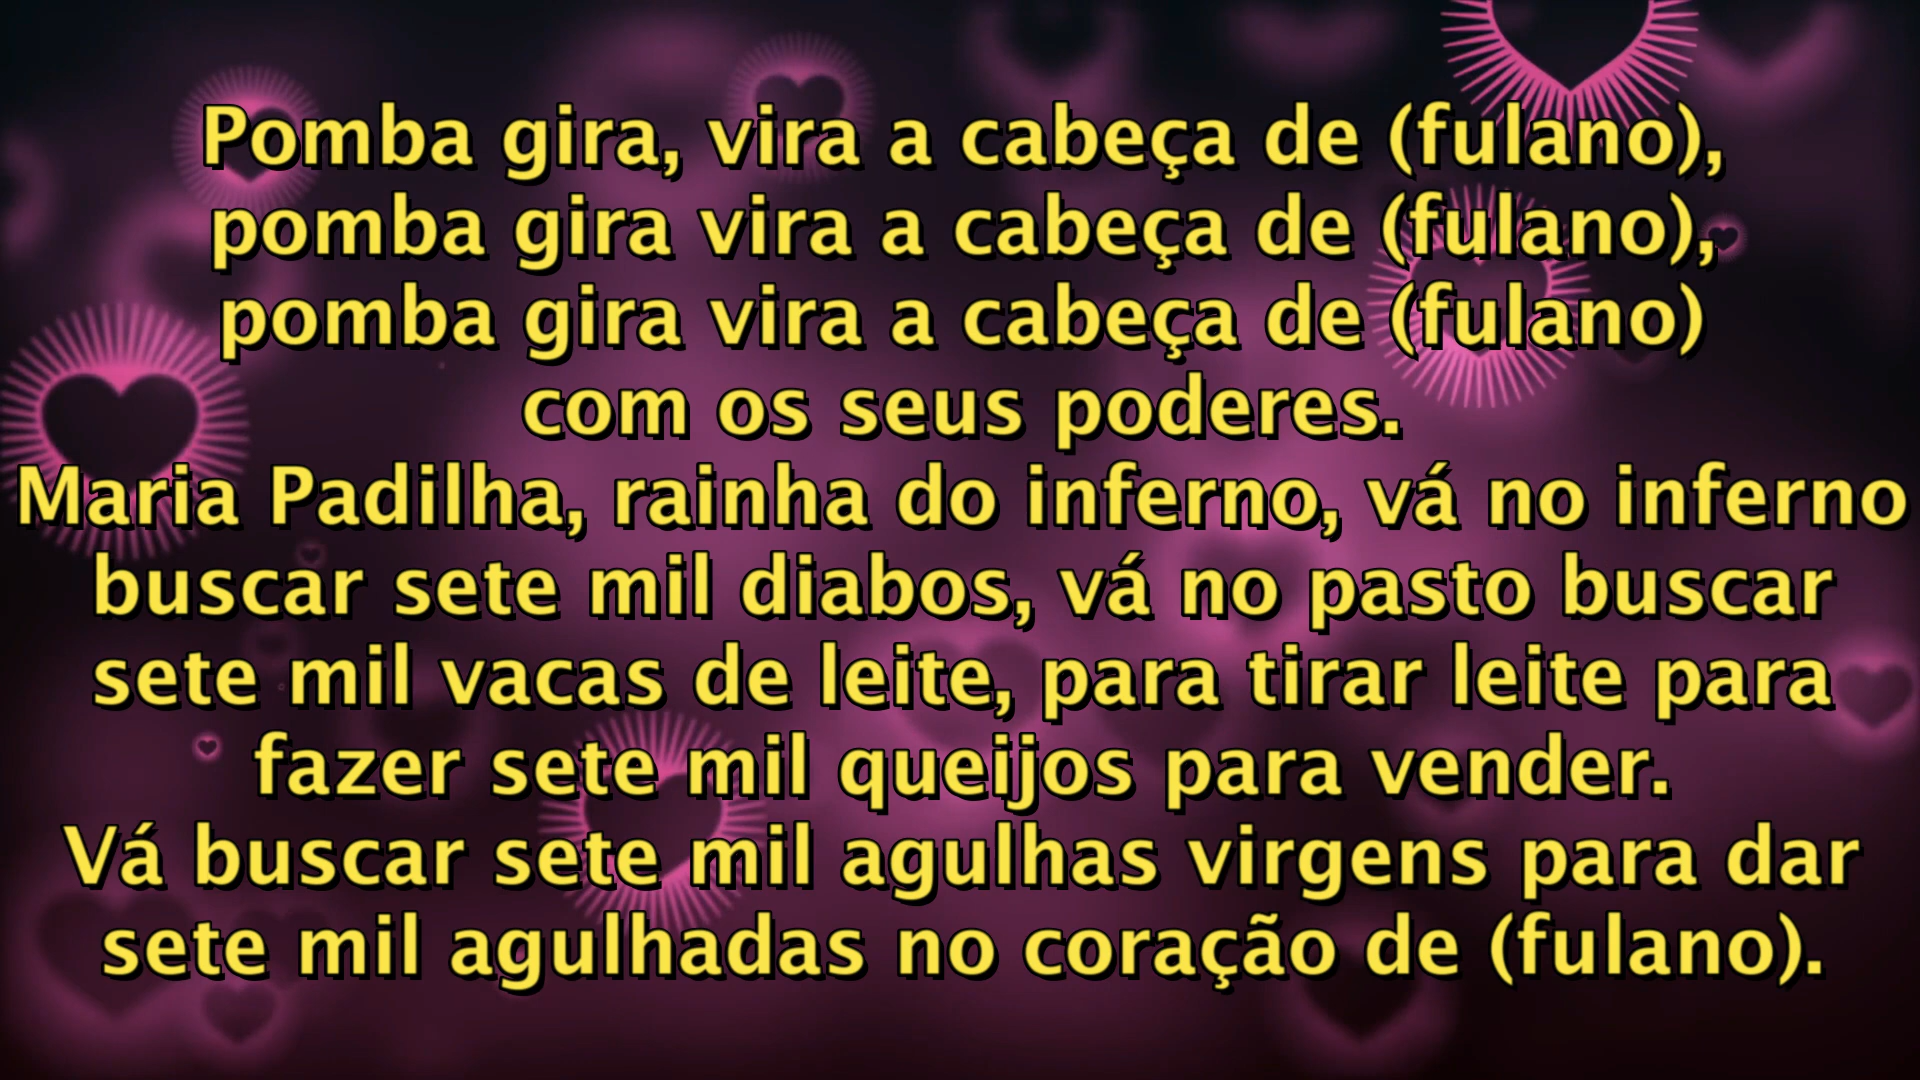 Pomba gira, vira a cabeça de (fulano),
pomba gira vira a cabeça de (fulano),
pomba gira vira a cabeça de (fulano)
com os seus poderes.
Maria Padilha, rainha do inferno, vá no inferno
buscar sete mil diabos, vá no pasto buscar
sete mil vacas de leite, para tirar leite para
fazer sete mil queijos para vender.
Vá buscar sete mil agulhas virgens para dar
sete mil agulhadas no coração de (fulano).